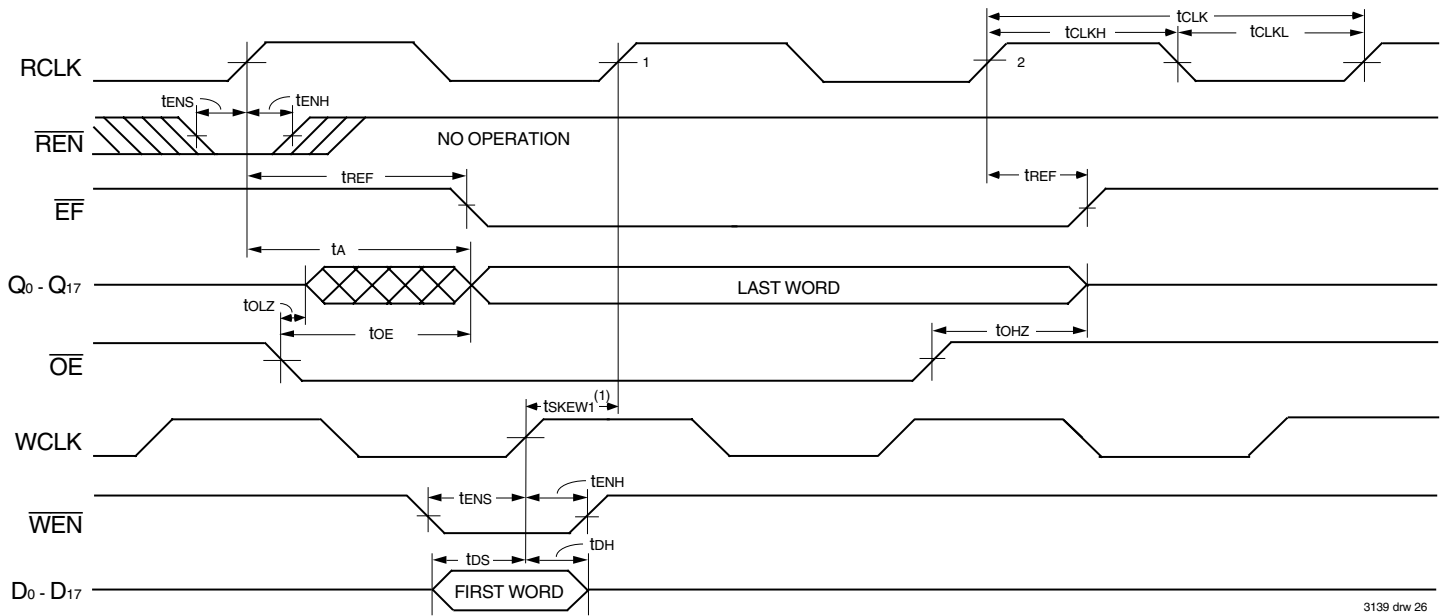 tCLK
tCLKH
tCLKL
RCLK
1
2
tENS
tENH
REN
NO OPERATION
tREF
tREF
EF
tA
Q0 - Q17
LAST WORD
tOLZ
tOE
tOHZ
OE
tSKEW1(1)
WCLK
tENS
tENH
WEN
tDS
tDH
D0 - D17
FIRST WORD
3139 drw 26